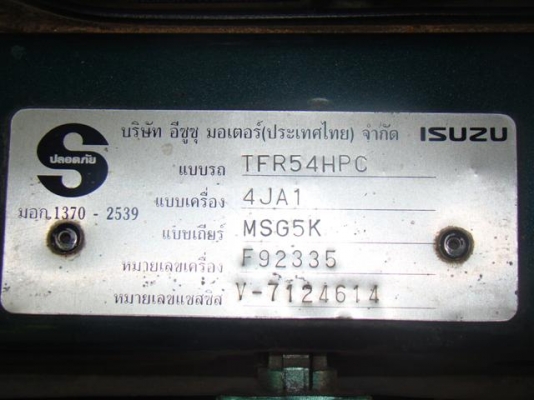 บริษัท อีซูซุ มอเตอร์(ประเทศไทย) จำกัด ISUZU
ปลอดภัย
แบบรถ TFR54HPC
แบบเครื่อง 4JA1
มอก.1370 - 2539
แบบเกียร์ MSG5K
หมายเลขเครื่อง F92335
หมายเลขแชสซิส V-7124614